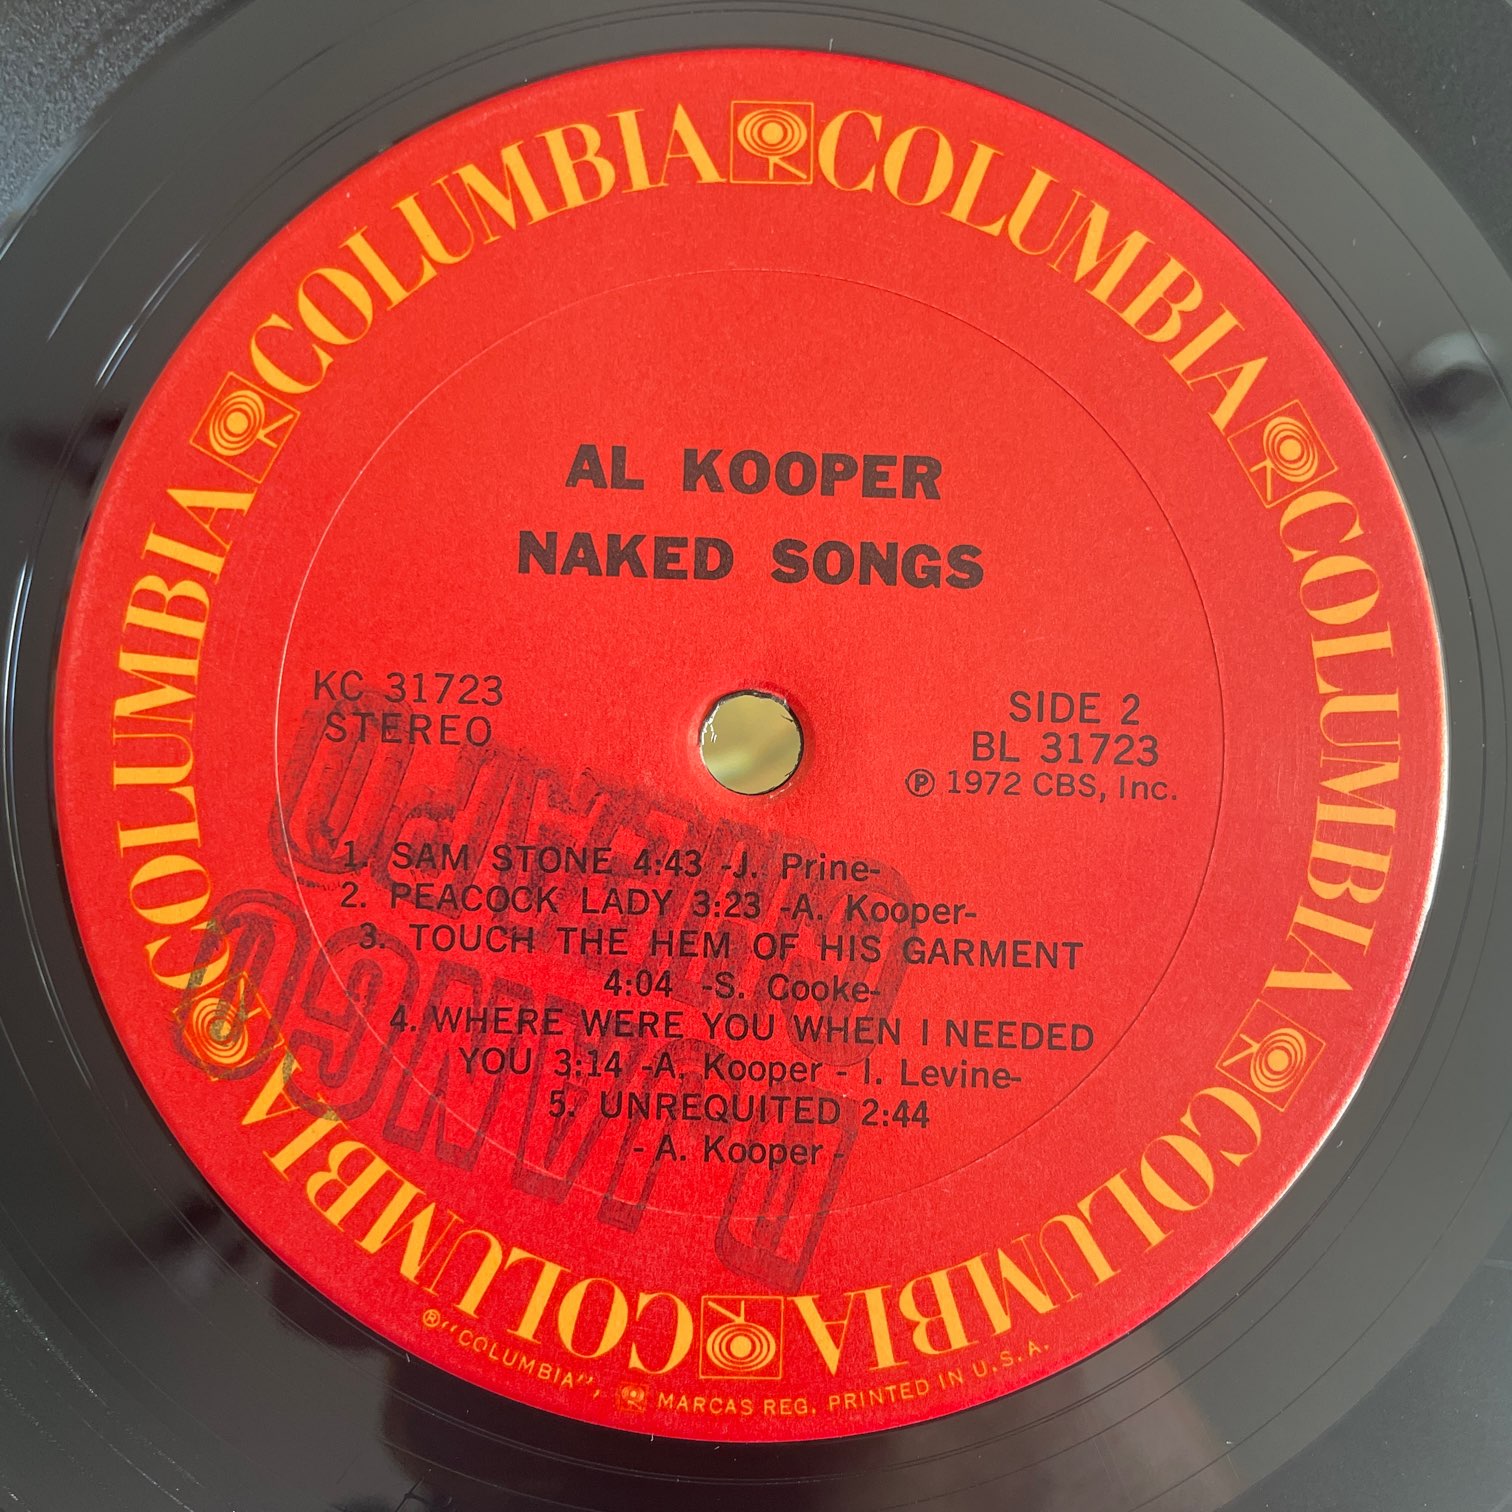 COLUMBIA COLUMBIA COLUMBIA COLUMBIA COLUMBIA COLUMBIA
AL KOOPER
NAKED SONGS
KC 31723
STEREO
SIDE 2
BL 31723
℗ 1972 CBS, Inc.
1. SAM STONE 4:43 -J. Prine-
2. PEACOCK LADY 3:23 -A. Kooper-
3. TOUCH THE HEM OF HIS GARMENT
4:04 -S. Cooke-
4. WHERE WERE YOU WHEN I NEEDED
YOU 3:14 -A. Kooper - I. Levine-
5. UNREQUITED 2:44
- A. Kooper -
® "COLUMBIA", MARCAS REG. PRINTED IN U.S.A.